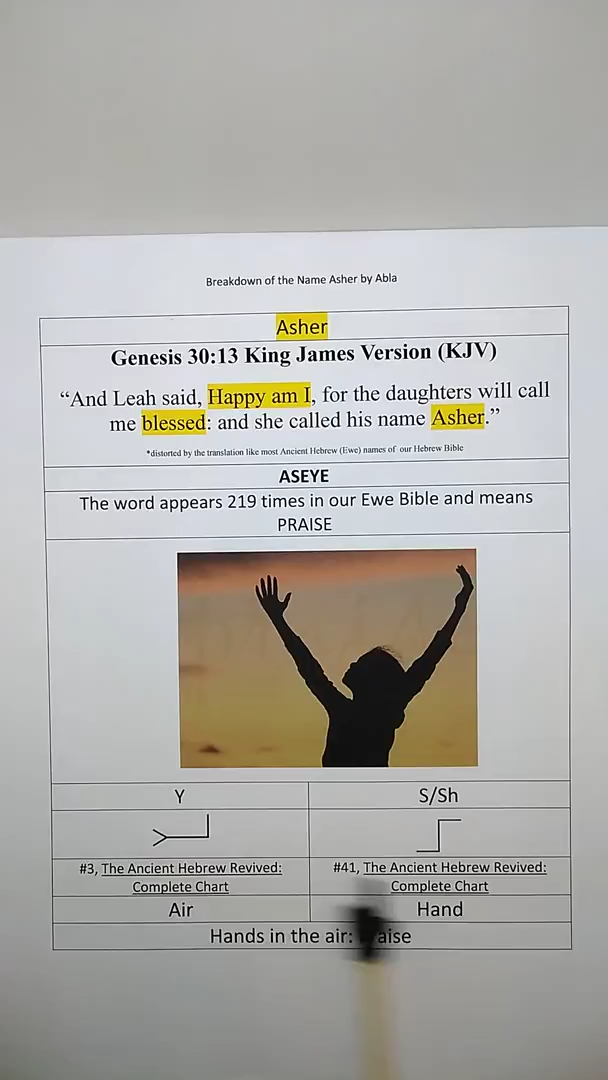 Breakdown of the Name Asher by Abla
Asher
Genesis 30:13 King James Version (KJV)
“And Leah said, Happy am I, for the daughters will call
me blessed: and she called his name Asher.”
*distorted by the translation like most Ancient Hebrew (Ewe) names of our Hebrew Bible
ASEYE
The word appears 219 times in our Ewe Bible and means
PRAISE
Y
S/Sh
#3, The Ancient Hebrew Revived:
Complete Chart
#41, The Ancient Hebrew Revived:
Complete Chart
Air
Hand
Hands in the air: